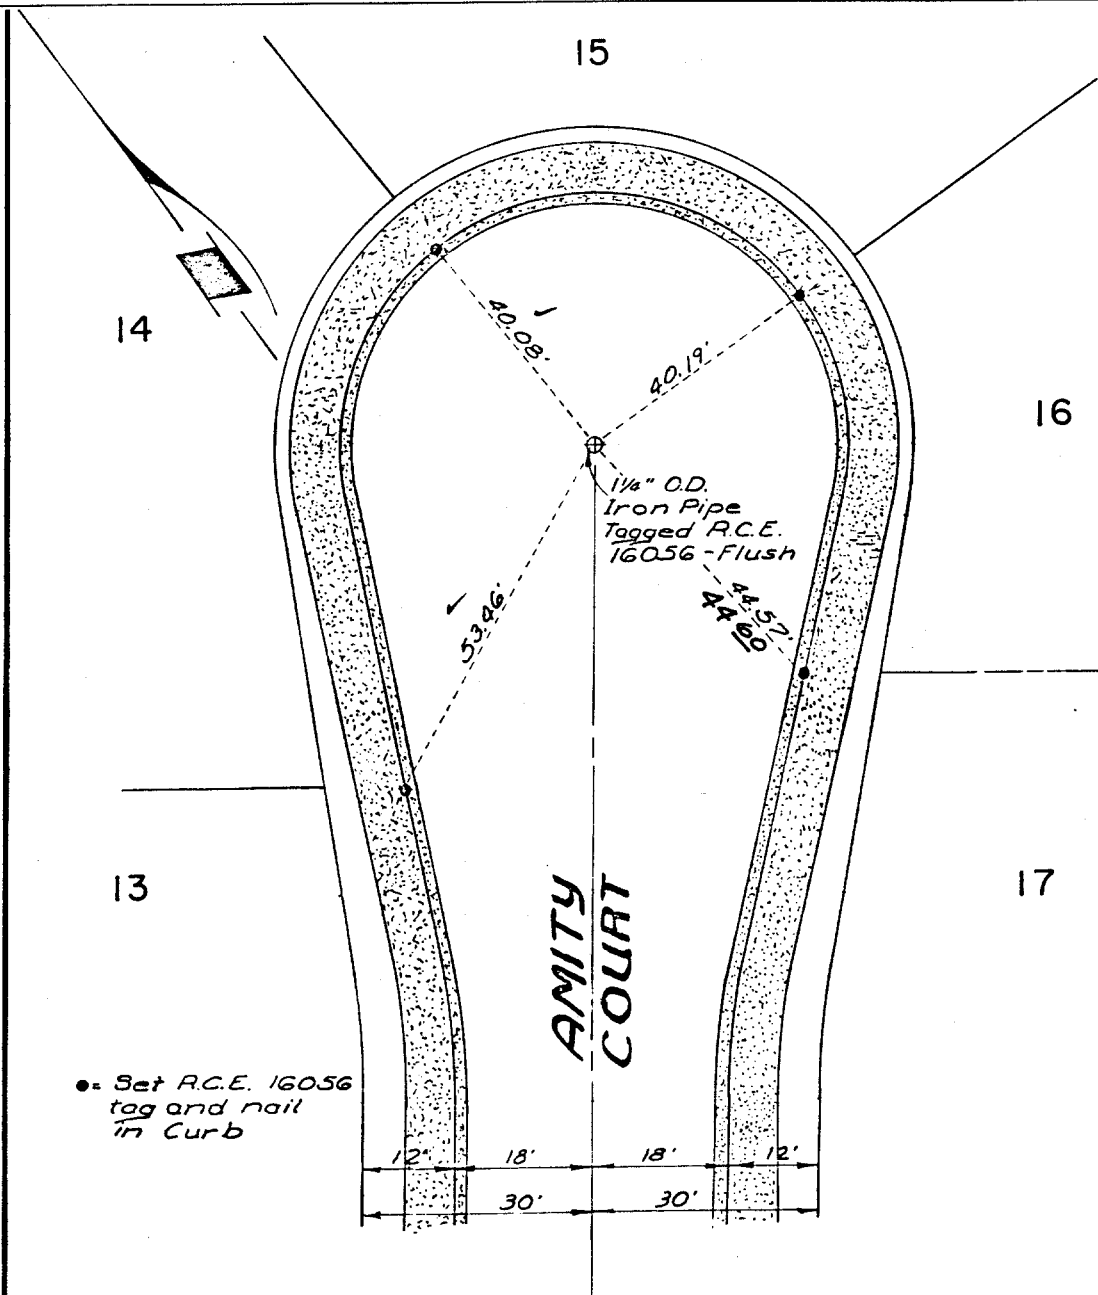 15
14
16
40.08'
40.19'
1¼" O.D.
Iron Pipe
Tagged R.C.E.
16056 - Flush
53.46'
44.57'
44.60
13
17
AMITY
COURT
●= Set R.C.E. 16056
tag and nail
in Curb
12' 18' 18' 12'
30' 30'